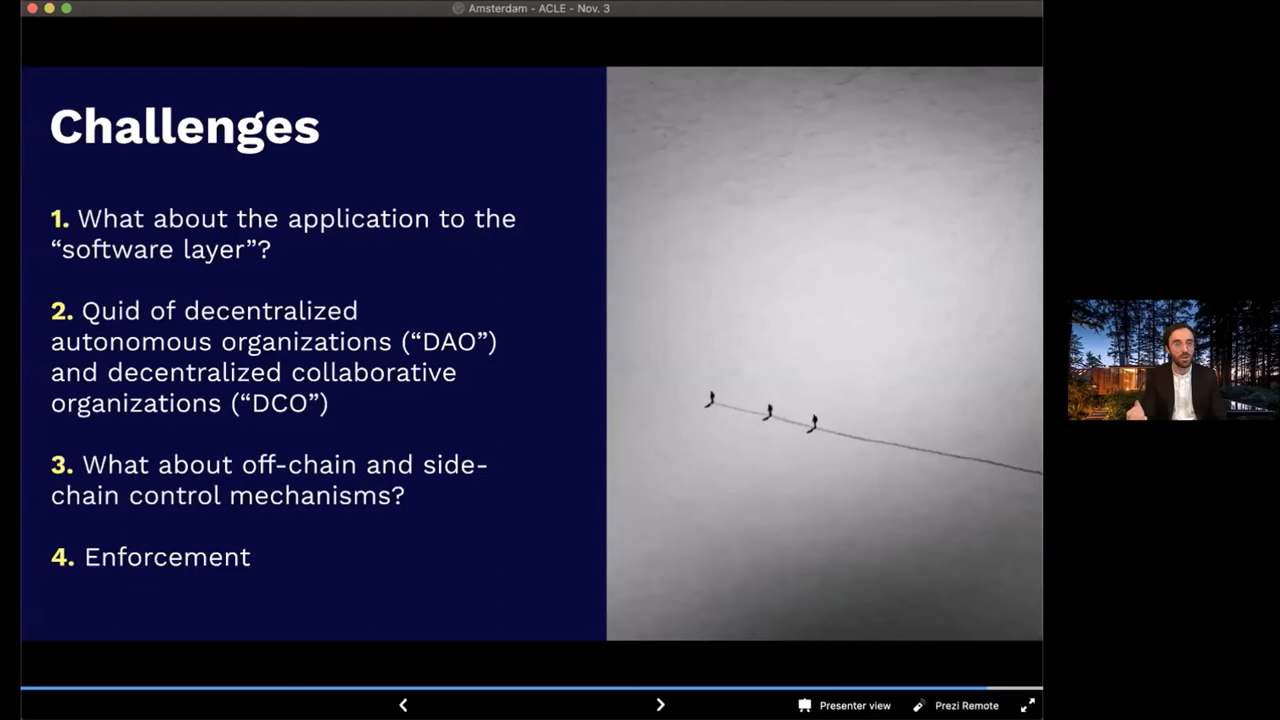 Amsterdam - ACLE - Nov. 3
Challenges
1. What about the application to the
“software layer”?
2. Quid of decentralized
autonomous organizations (“DAO”)
and decentralized collaborative
organizations (“DCO”)
3. What about off-chain and side-
chain control mechanisms?
4. Enforcement
Presenter view
Prezi Remote